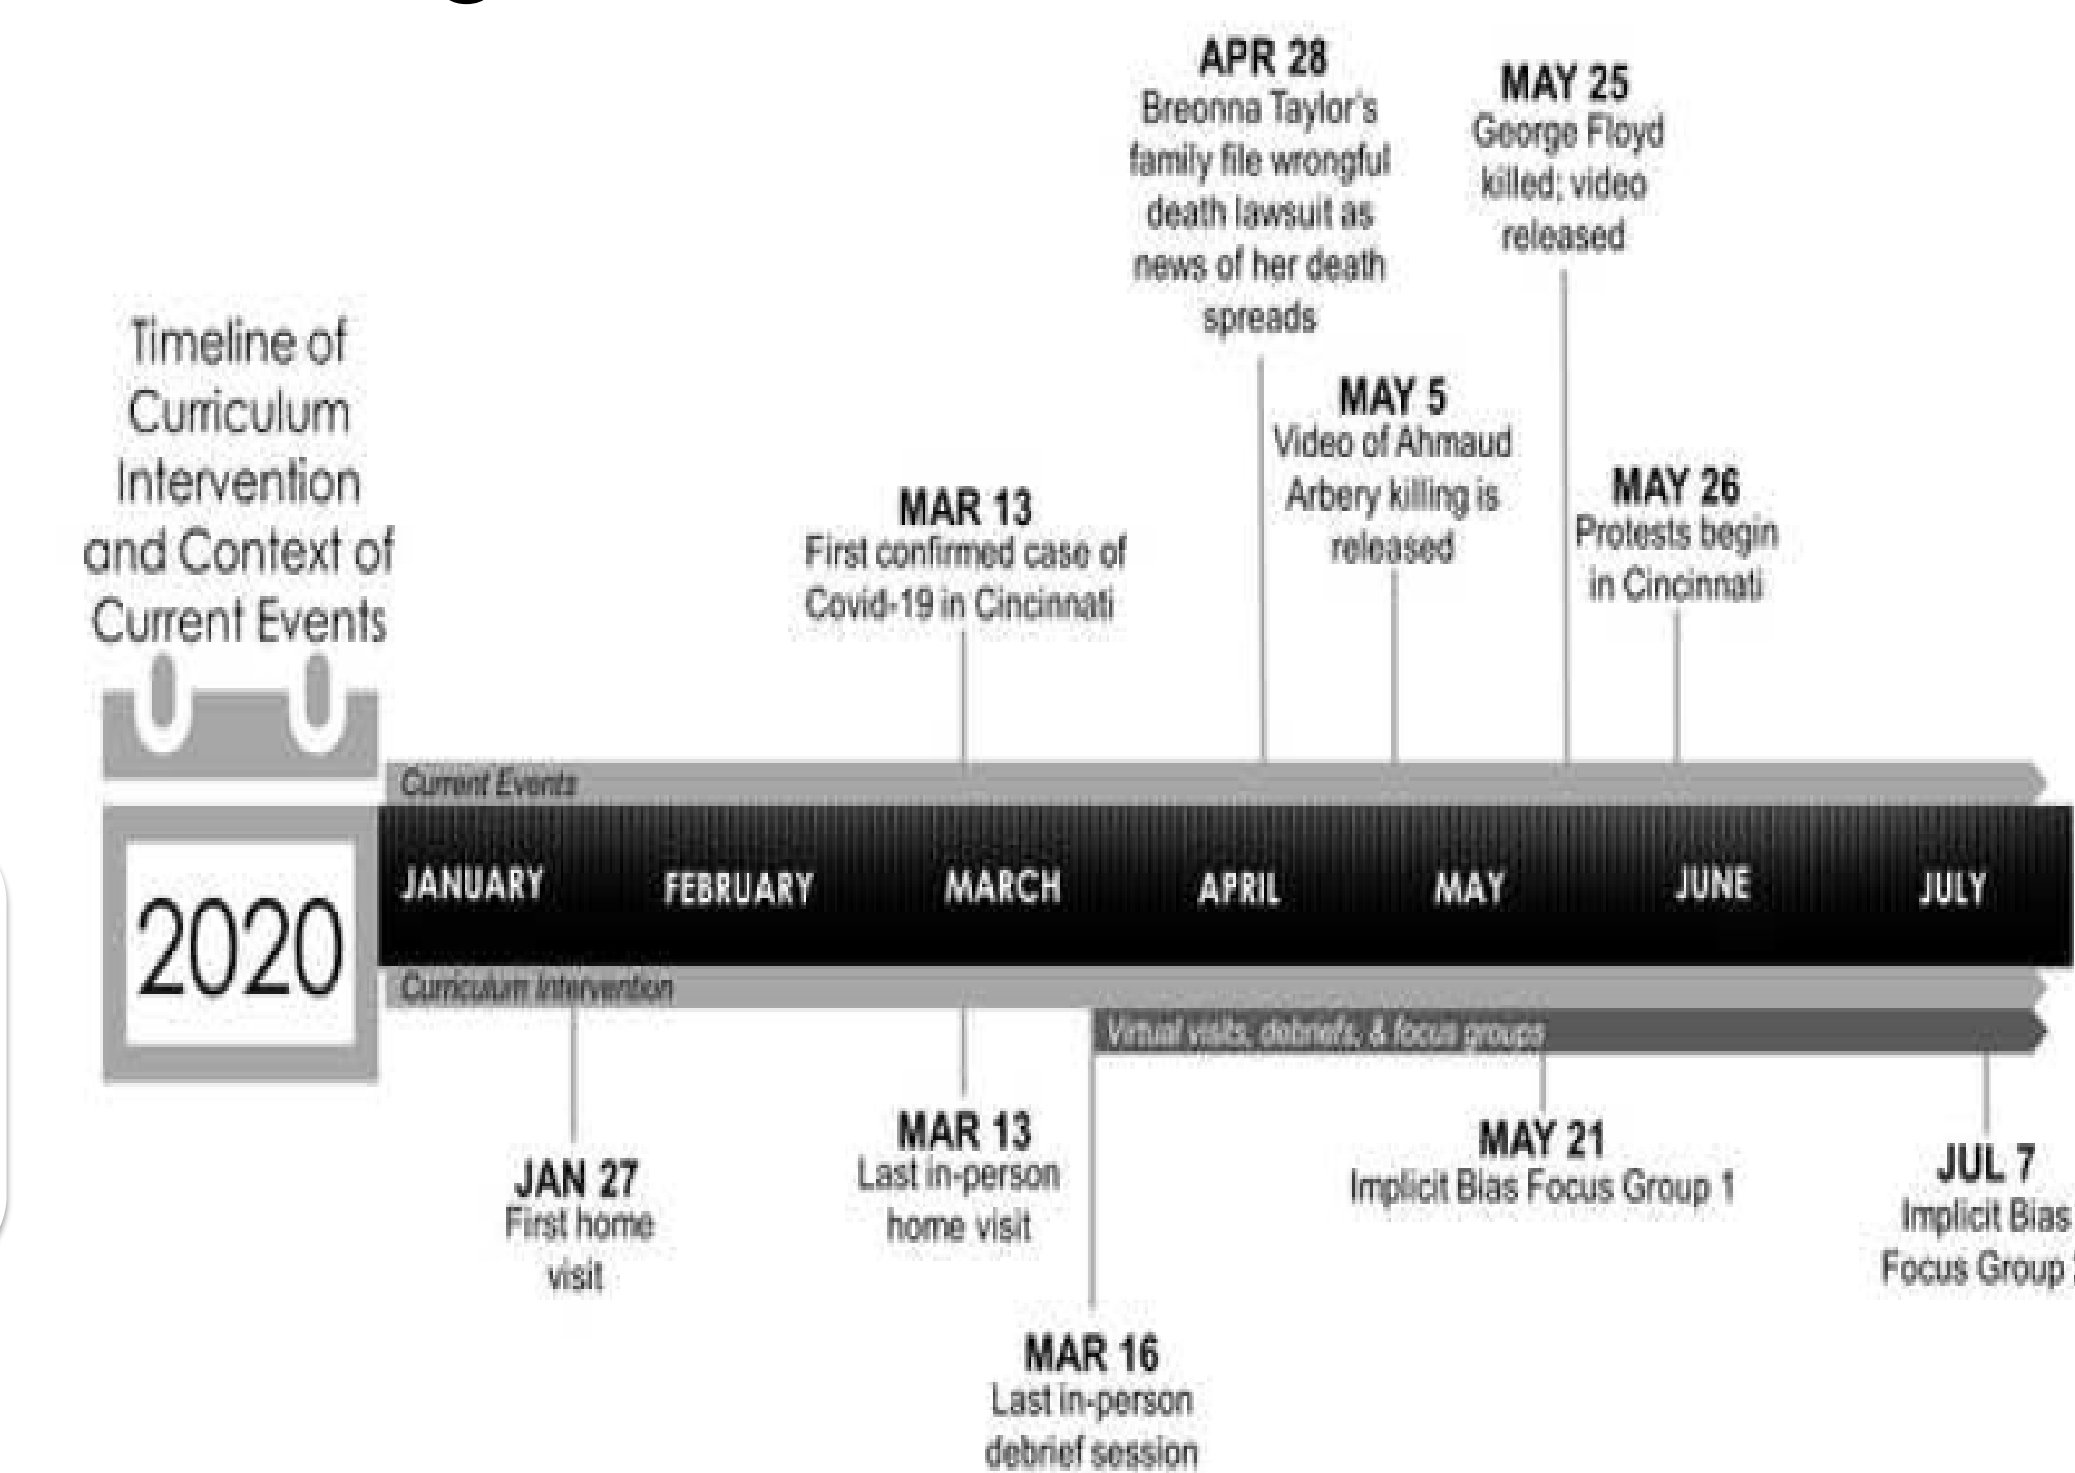 Timeline of
Curriculum
Intervention
and Context of
Current Events
2020
APR 28
Breonna Taylor's
family file wrongful
death lawsuit as
news of her death
spreads
MAY 25
George Floyd
killed; video
released
MAY 5
Video of Ahmaud
Arbery killing is
released
MAR 13
First confirmed case of
Covid-19 in Cincinnati
MAY 26
Protests begin
in Cincinnati
Current Events
JANUARY FEBRUARY MARCH APRIL MAY JUNE JULY
Curriculum Intervention
Virtual visits, debriefs, & focus groups
JAN 27
First home
visit
MAR 13
Last in-person
home visit
MAR 16
Last in-person
debrief session
MAY 21
Implicit Bias Focus Group 1
JUL 7
Implicit Bias
Focus Group